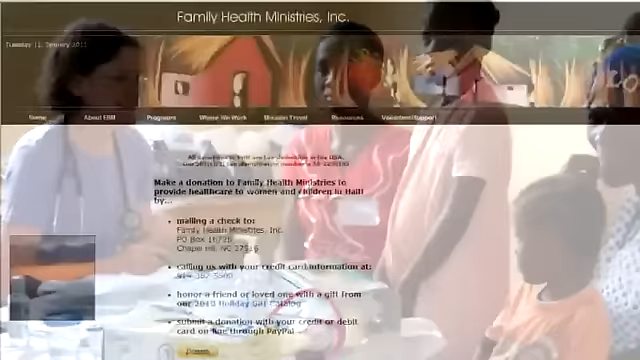 Family Health Ministries, Inc.
Tuesday 11, January 2011
Home About FHM Programs Where We Work Mission Travel Resources Volunteer/Support
Make a donation to Family Health Ministries to
provide healthcare to women and children in Haiti
by...
mailing a check to:
Family Health Ministries, Inc.
PO Box
Chapel Hill, NC
calling us with your credit card information at:
honor a friend or loved one with a gift from
our 2010 Holiday Gift Catalog
submit a donation with your credit or debit
card on-line through PayPal
Donate